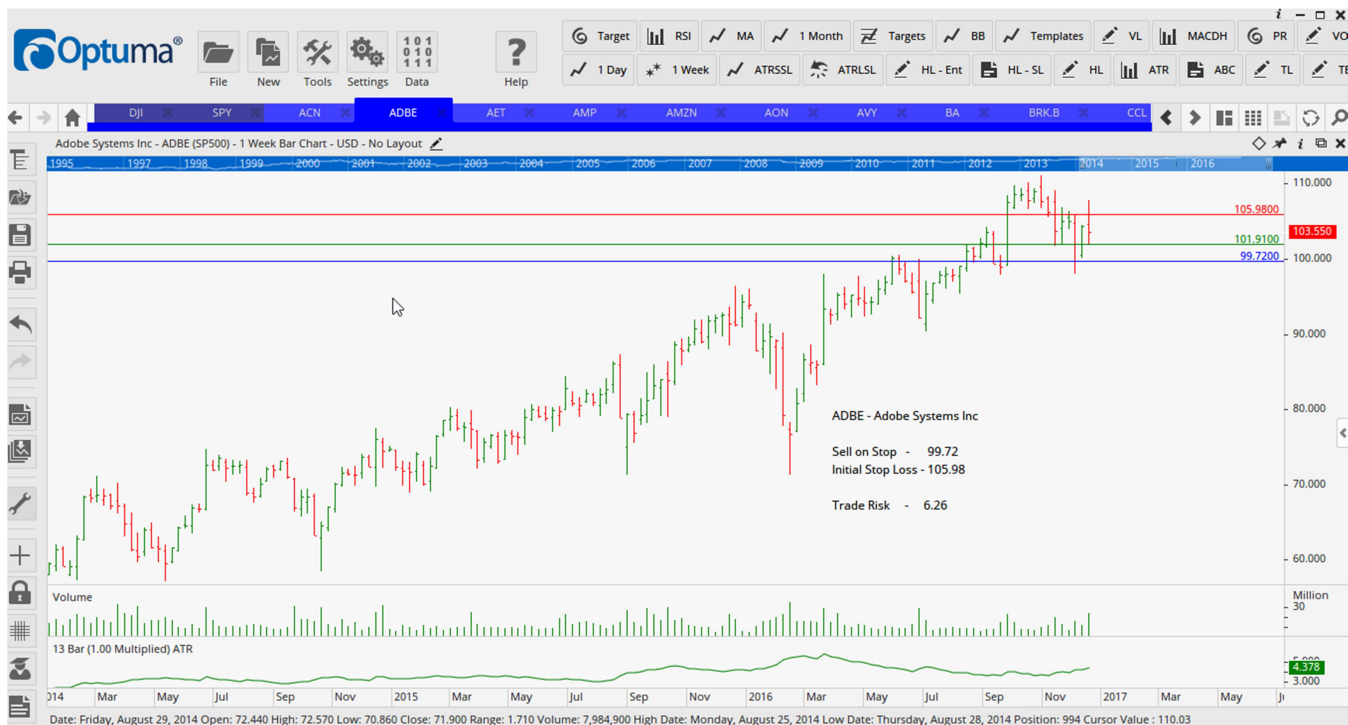 Optuma®
File
New
Tools
Settings
101
010
111
Data
?
Help
Target
RSI
MA
1 Month
Targets
BB
Templates
VL
MACDH
PR
VO
1 Day
1 Week
ATRSSL
ATRLSL
HL - Ent
HL - SL
HL
ATR
ABC
TL
DJI
SPY
ACN
ADBE
AET
AMP
AMZN
AON
AVY
BA
BRK.B
CCL
Adobe Systems Inc - ADBE (SP500) - 1 Week Bar Chart - USD - No Layout
1995 1997 1998 1999 2000 2001 2002 2003 2004 2005 2006 2007 2008 2009 2010 2011 2012 2013 2014 2015 2016
110.000
105.9800
103.550
101.9100
100.000
99.7200
90.000
80.000
ADBE - Adobe Systems Inc
Sell on Stop - 99.72
Initial Stop Loss - 105.98
70.000
Trade Risk - 6.26
60.000
Volume
Million
30
13 Bar (1.00 Multiplied) ATR
4.378
3.000
014 Mar May Jul Sep Nov 2015 Mar May Jul Sep Nov 2016 Mar May Jul Sep Nov 2017 Mar May
Date: Friday, August 29, 2014 Open: 72.440 High: 72.570 Low: 70.860 Close: 71.900 Range: 1.710 Volume: 7,984,900 High Date: Monday, August 25, 2014 Low Date: Thursday, August 28, 2014 Position: 994 Cursor Value : 110.03